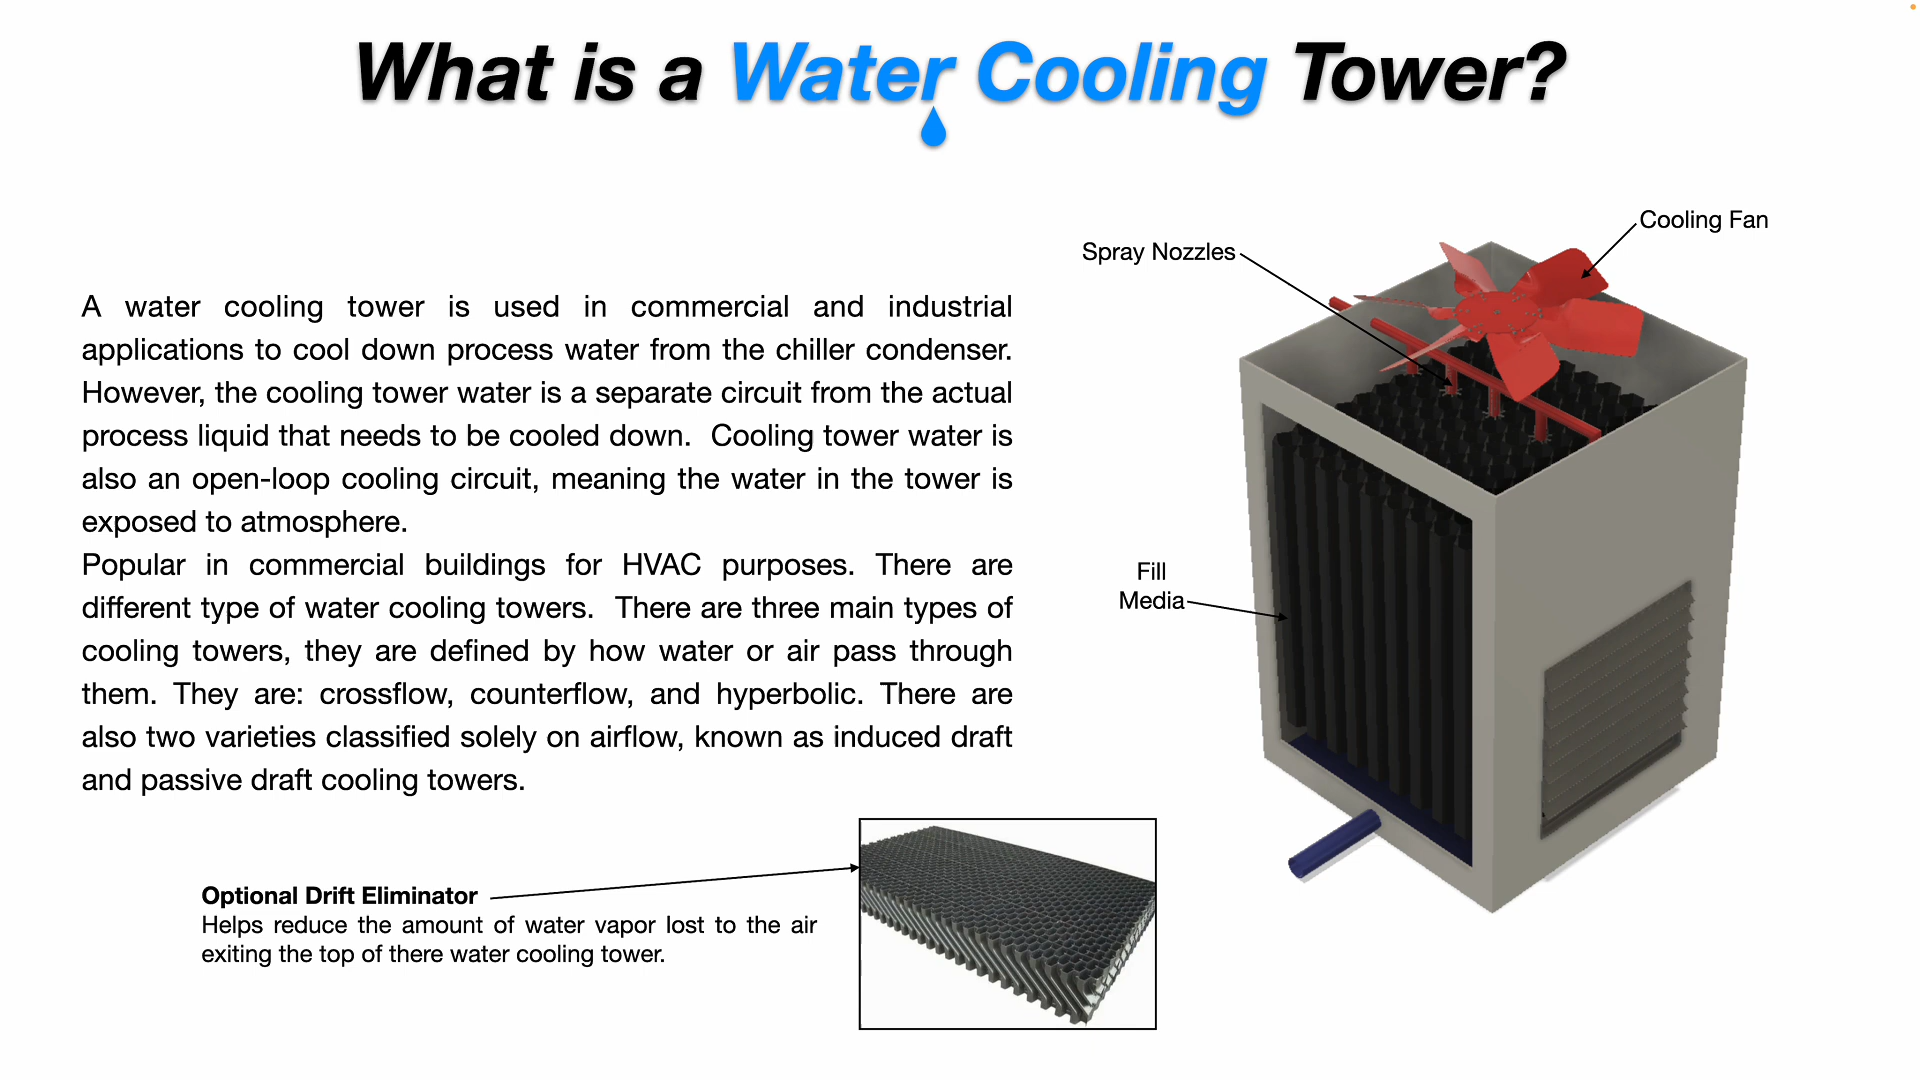 What is a Water Cooling Tower?
Cooling Fan
Spray Nozzles
A water cooling tower is used in commercial and industrial
applications to cool down process water from the chiller condenser.
However, the cooling tower water is a separate circuit from the actual
process liquid that needs to be cooled down.  Cooling tower water is
also an open-loop cooling circuit, meaning the water in the tower is
exposed to atmosphere.
Popular in commercial buildings for HVAC purposes. There are
different type of water cooling towers.  There are three main types of
cooling towers, they are defined by how water or air pass through
them. They are: crossflow, counterflow, and hyperbolic. There are
also two varieties classified solely on airflow, known as induced draft
and passive draft cooling towers.
Fill
Media
Optional Drift Eliminator
Helps reduce the amount of water vapor lost to the air
exiting the top of there water cooling tower.